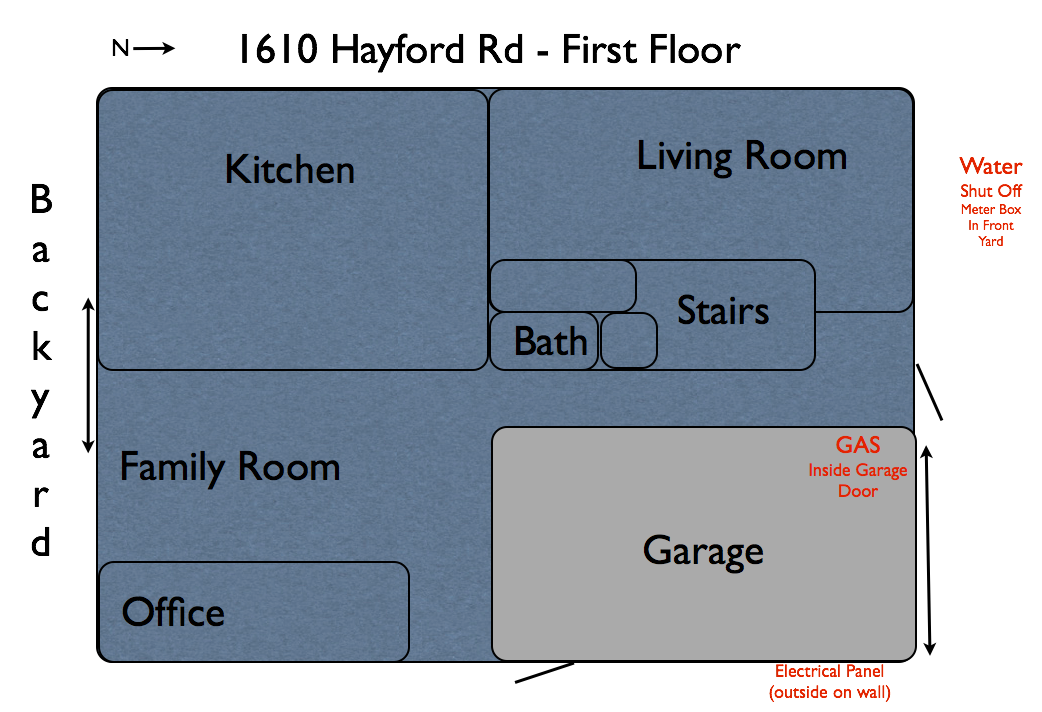 N
1610 Hayford Rd - First Floor
Kitchen
Living Room
Water
Shut Off
Meter Box
In Front
Yard
Backyard
Stairs
Bath
Family Room
GAS
Inside Garage
Door
Garage
Office
Electrical Panel
(outside on wall)